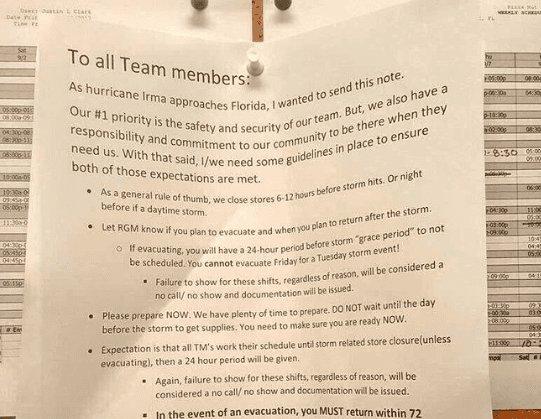 User: Justin L Clark
Pizza Hut
WEEKLY SCHEDULE
FL
Sat
9/2
To all Team members:
As hurricane Irma approaches Florida, I wanted to send this note.
Our #1 priority is the safety and security of our team. But, we also have a
responsibility and commitment to our community to be there when they
need us. With that said, I/we need some guidelines in place to ensure
both of those expectations are met.
• As a general rule of thumb, we close stores 6-12 hours before storm hits. Or night
before if a daytime storm.
• Let RGM know if you plan to evacuate and when you plan to return after the storm.
o If evacuating, you will have a 24-hour period before storm "grace period" to not
be scheduled. You cannot evacuate Friday for a Tuesday storm event!
▪ Failure to show for these shifts, regardless of reason, will be considered a
no call/ no show and documentation will be issued.
• Please prepare NOW. We have plenty of time to prepare. DO NOT wait until the day
before the storm to get supplies. You need to make sure you are ready NOW.
• Expectation is that all TM's work their schedule until storm related store closure(unless
evacuating), then a 24 hour period will be given.
▪ Again, failure to show for these shifts, regardless of reason, will be
considered a no call/ no show and documentation will be issued.
▪ In the event of an evacuation, you MUST return within 72